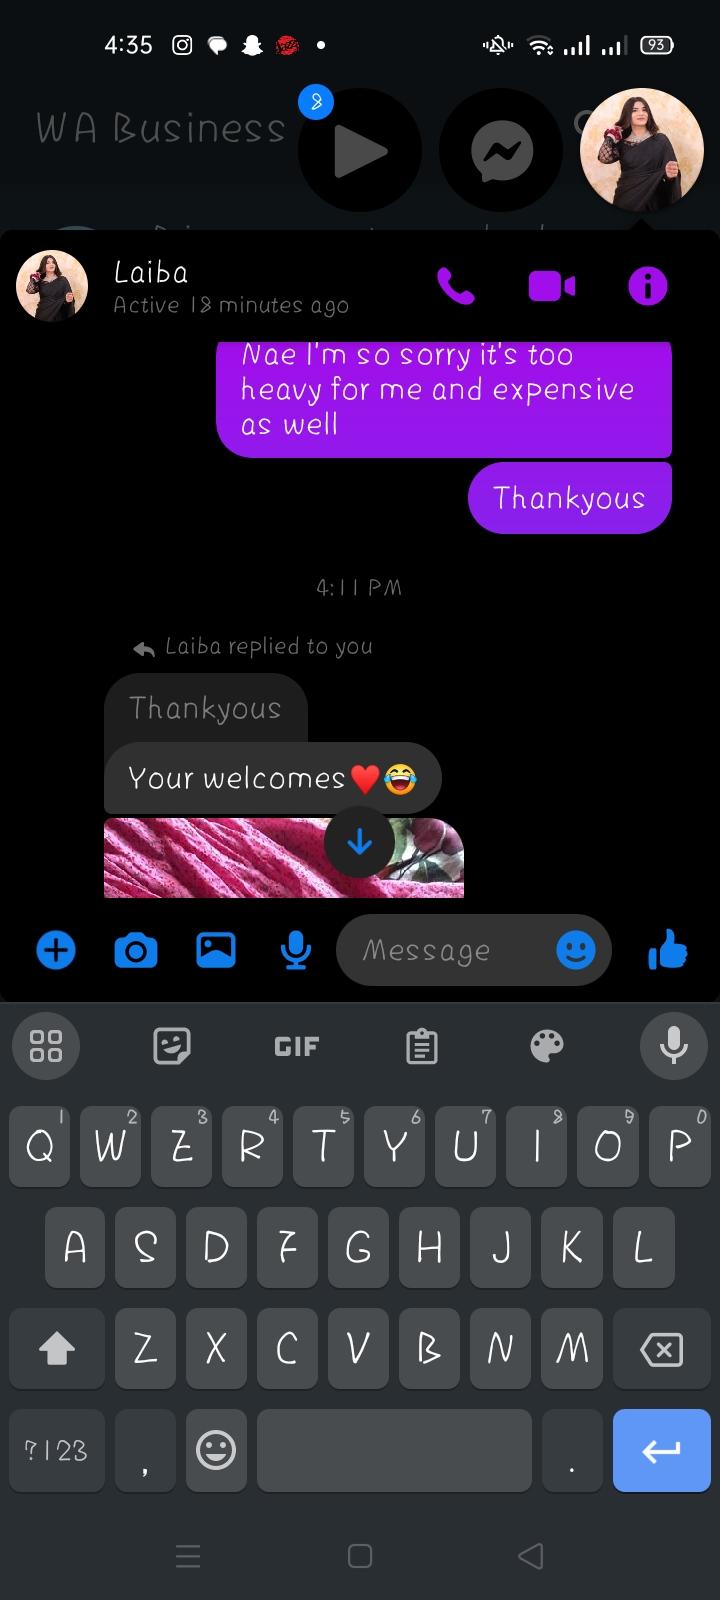 4:35
93
WA Business
8
Laiba
Active 18 minutes ago
Nae I'm so sorry it's too
heavy for me and expensive
as well
Thankyous
4:11 PM
Laiba replied to you
Thankyous
Your welcomes❤️😂
Message
GIF
1 2 3 4 5 6 7 8 9 0
Q W E R T Y U I O P
A S D F G H J K L
Z X C V B N M
?123 , .